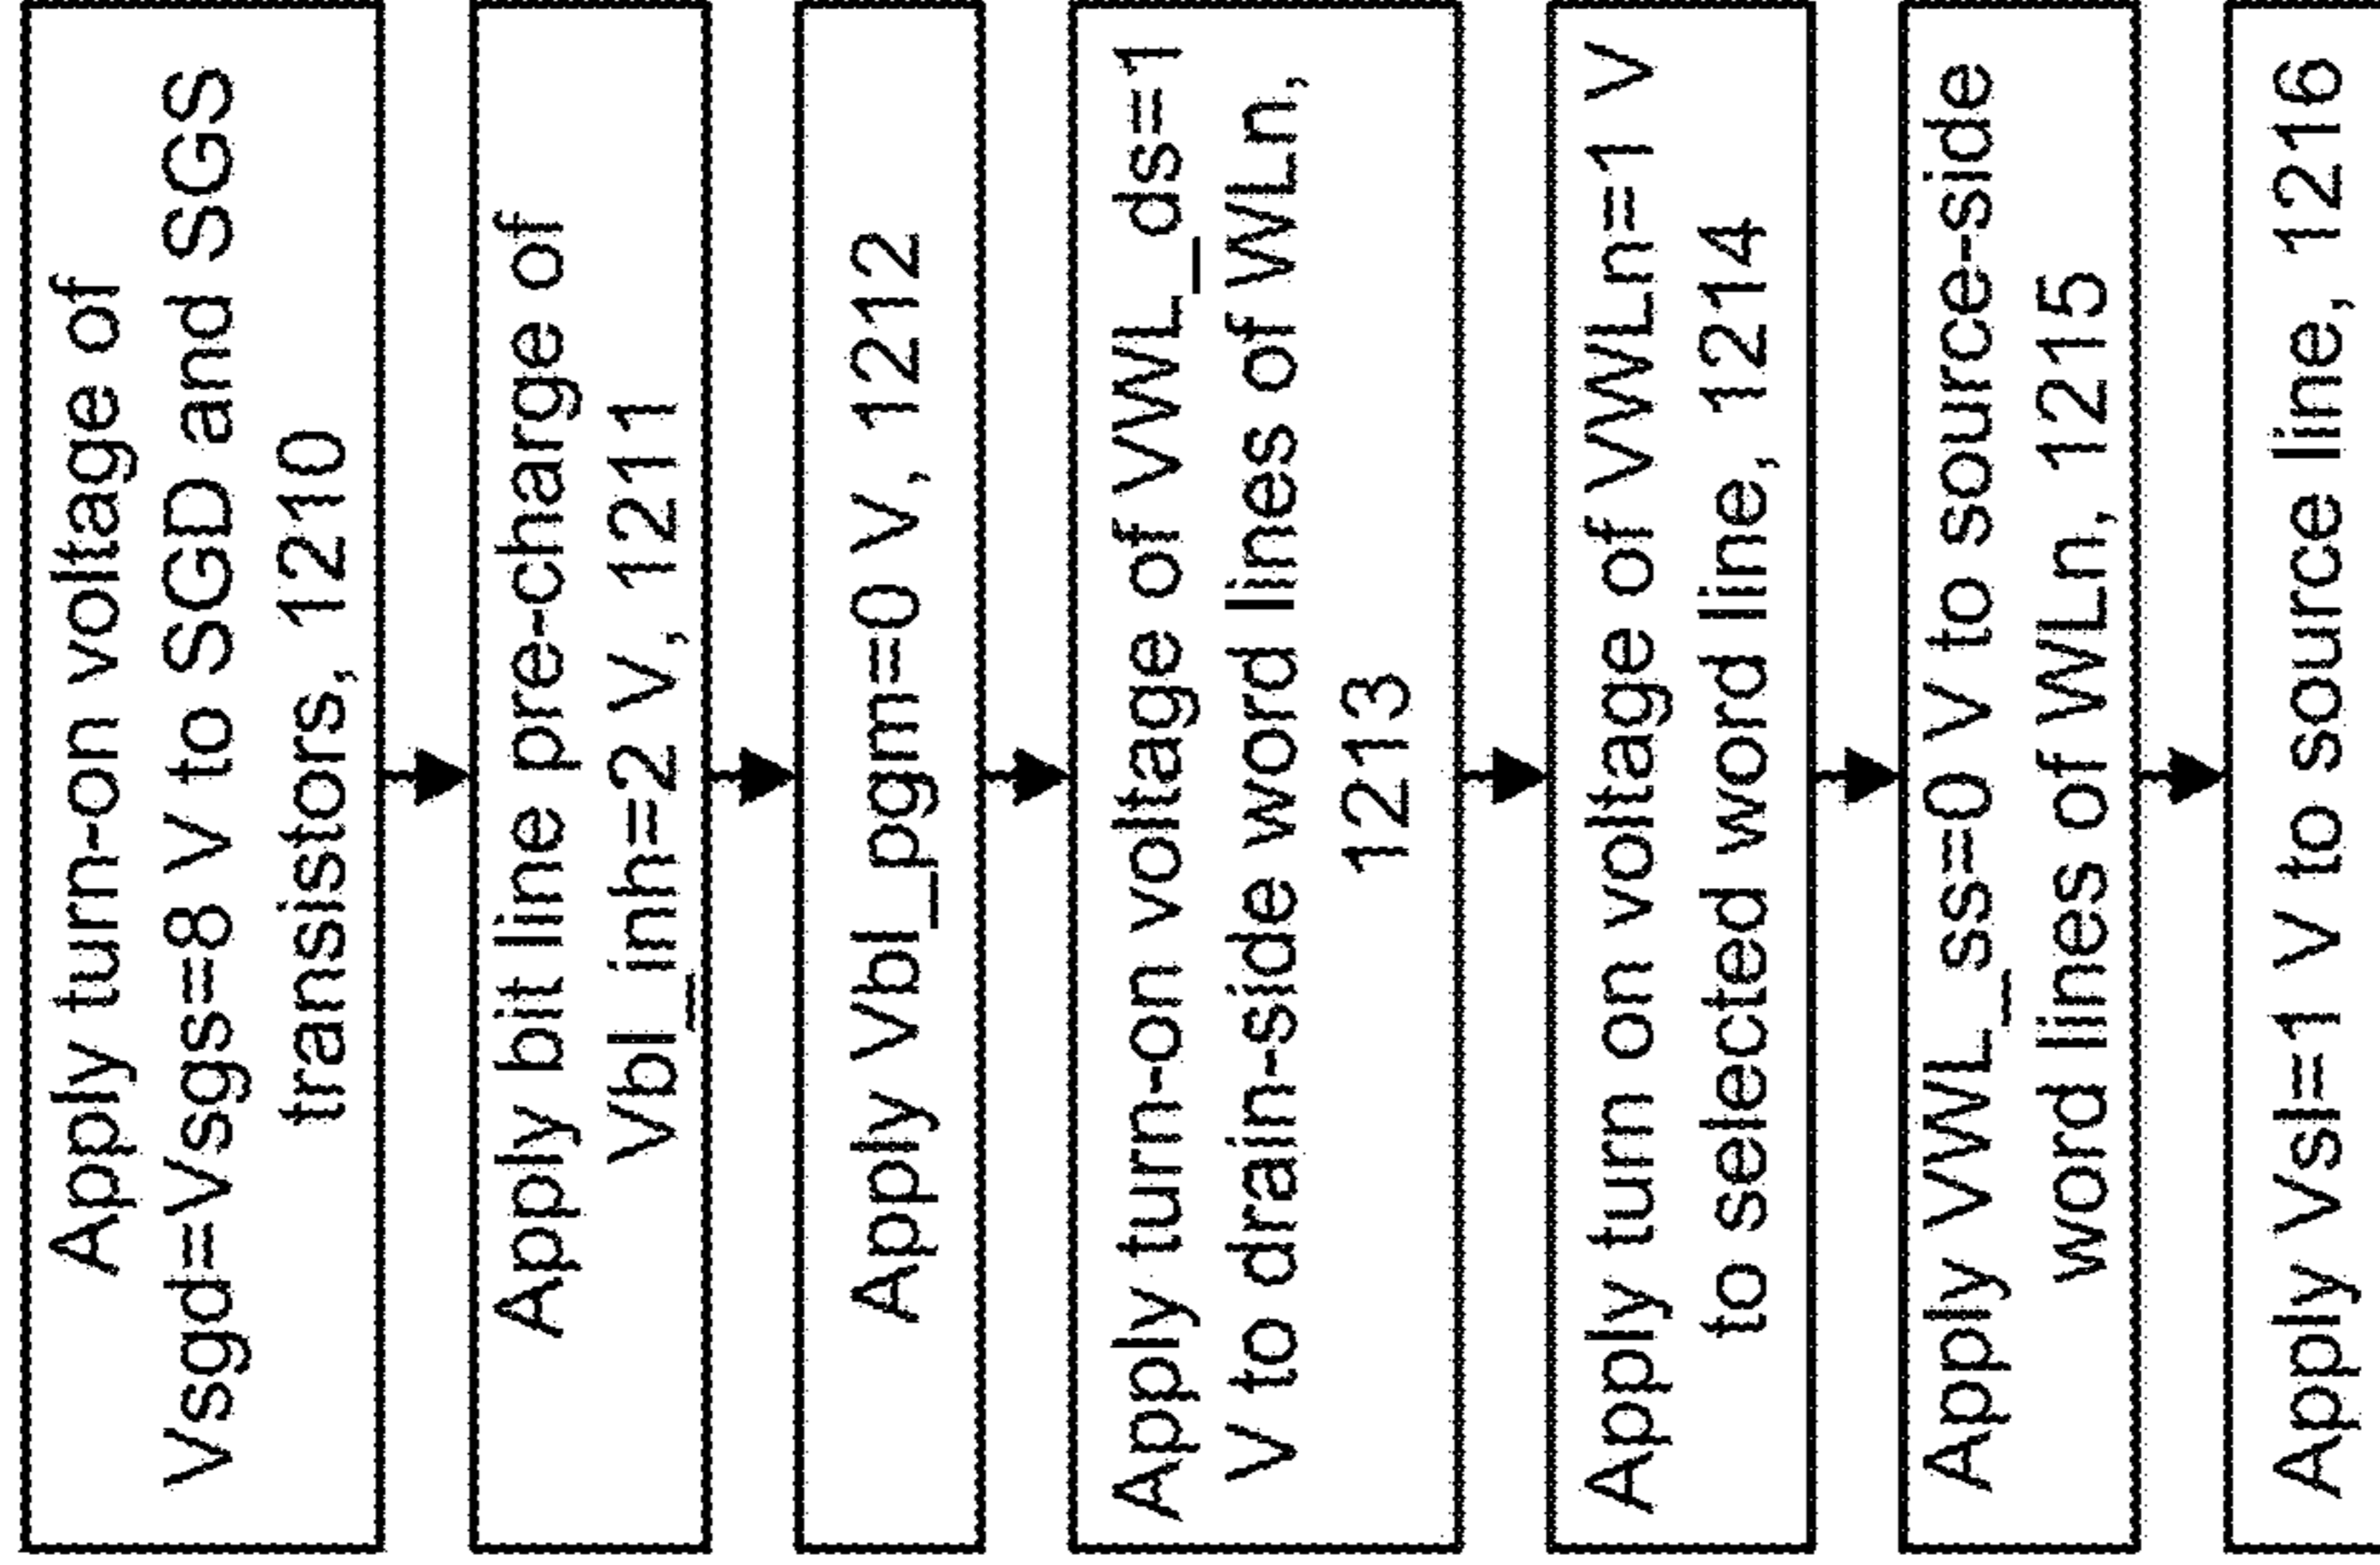 Apply turn-on voltage of
Vsgd=Vsgs=8 V to SGD and SGS
transistors, 1210
Apply bit line pre-charge of
Vbl_inh=2 V, 1211
Apply Vbl_pgm=0 V, 1212
Apply turn-on voltage of VWL_ds=1
V to drain-side word lines of WLn,
1213
Apply turn on voltage of VWLn=1 V
to selected word line, 1214
Apply VWL_ss=0 V to source-side
word lines of WLn, 1215
Apply Vsl=1 V to source line, 1216